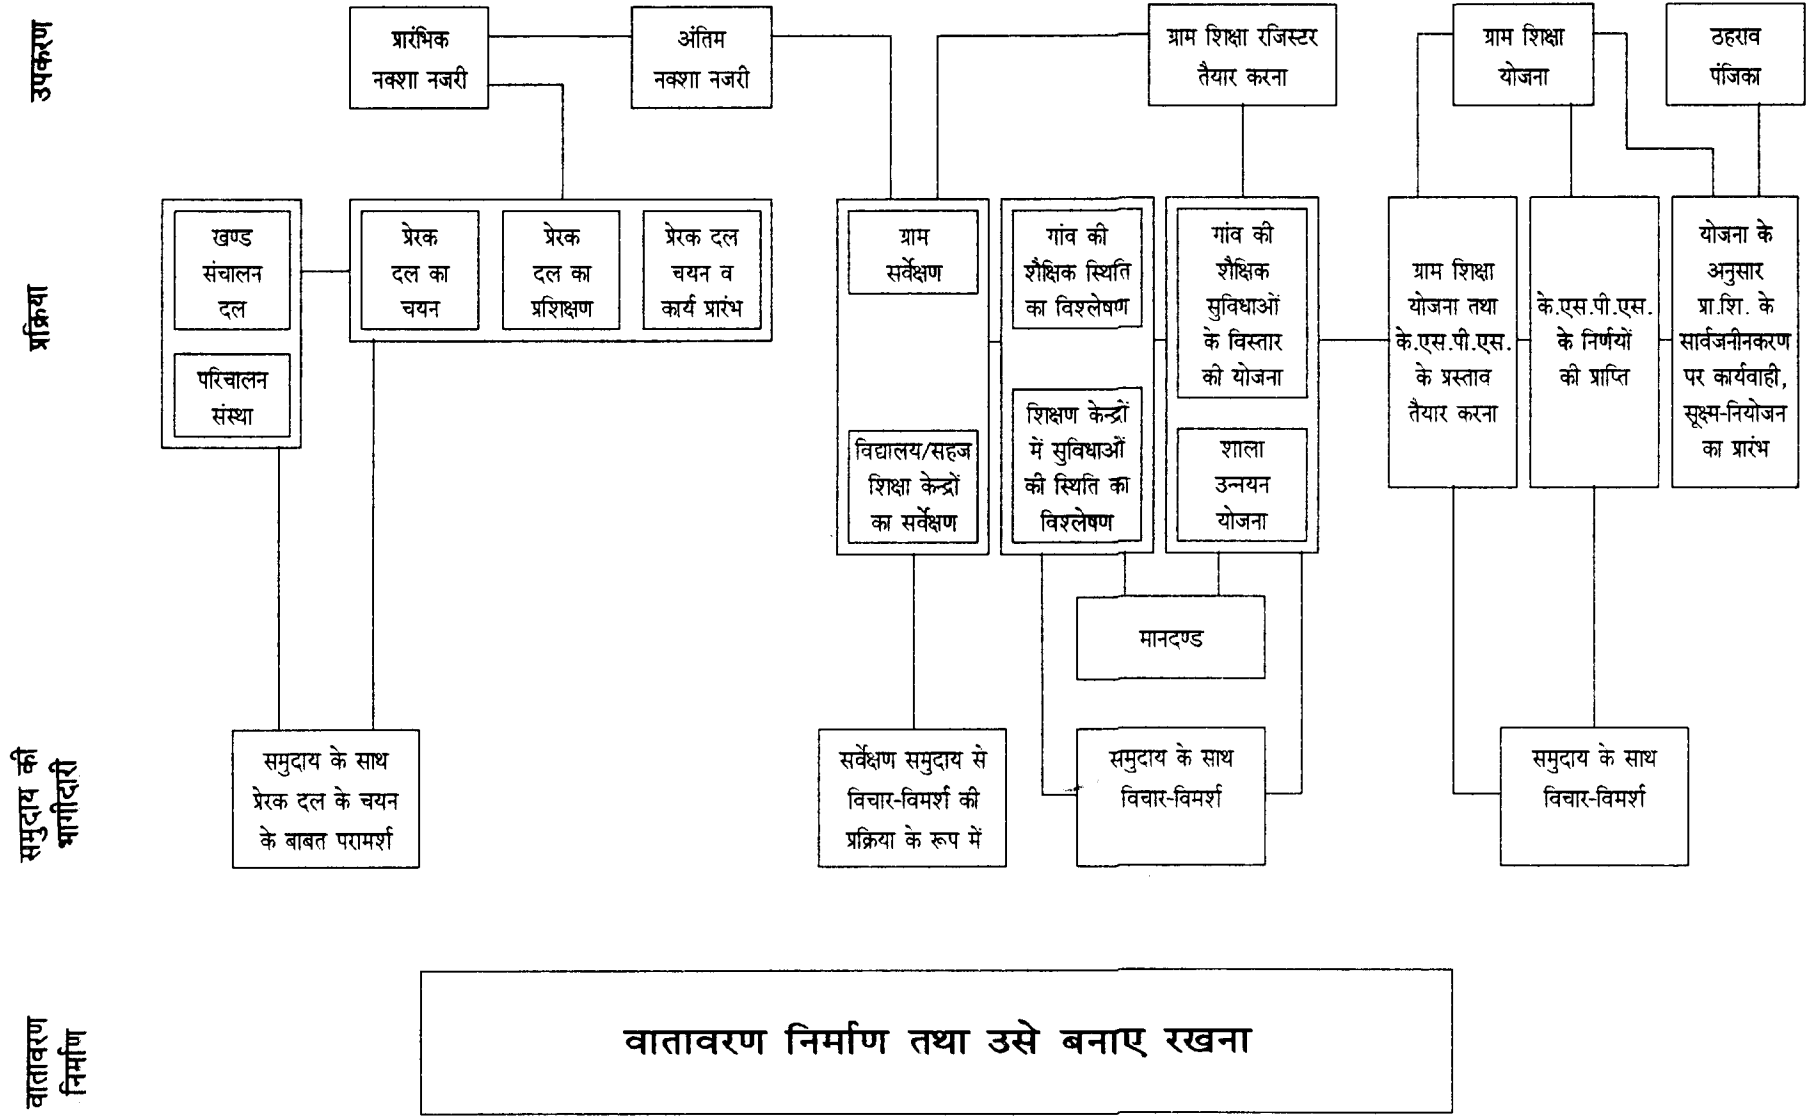 उपकरण
प्रारंभिक
नक्शा नजरी
अंतिम
नक्शा नजरी
ग्राम शिक्षा रजिस्टर
तैयार करना
ग्राम शिक्षा
योजना
ठहराव
पंजिका
प्रक्रिया
खण्ड
संचालन
दल
परिचालन
संस्था
प्रेरक
दल का
चयन
प्रेरक
दल का
प्रशिक्षण
प्रेरक दल
चयन व
कार्य प्रारंभ
ग्राम
सर्वेक्षण
विद्यालय/सहज
शिक्षा केन्द्रों
का सर्वेक्षण
गांव की
शैक्षिक स्थिति
का विश्लेषण
शिक्षण केन्द्रों
में सुविधाओं
की स्थिति का
विश्लेषण
गांव की
शैक्षिक
सुविधाओं
के विस्तार
की योजना
शाला
उन्नयन
योजना
मानदण्ड
ग्राम शिक्षा
योजना तथा
के.एस.पी.एस.
के प्रस्ताव
तैयार करना
के.एस.पी.एस.
के निर्णयों
की प्राप्ति
योजना के
अनुसार
प्रा.शि. के
सार्वजनीनकरण
पर कार्यवाही,
सूक्ष्म-नियोजन
का प्रारंभ
समुदाय की
भागीदारी
समुदाय के साथ
प्रेरक दल के चयन
के बाबत परामर्श
सर्वेक्षण समुदाय से
विचार-विमर्श की
प्रक्रिया के रूप में
समुदाय के साथ
विचार-विमर्श
समुदाय के साथ
विचार-विमर्श
वातावरण
निर्माण
वातावरण निर्माण तथा उसे बनाए रखना